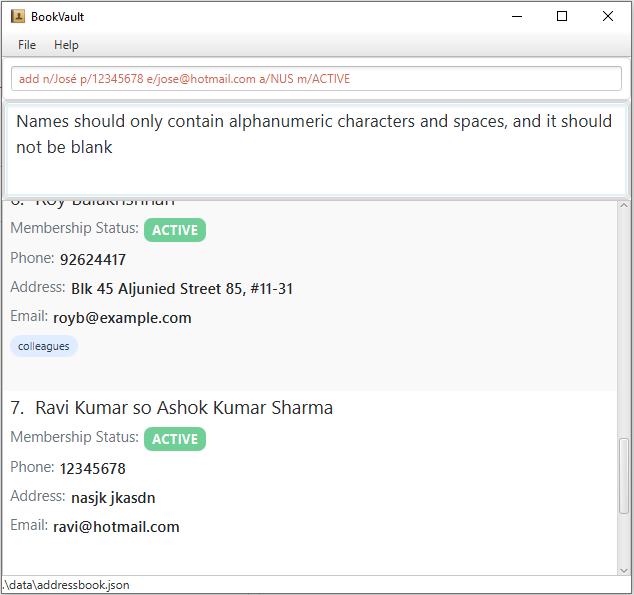 BookVault
File Help
add n/José p/12345678 e/jose@hotmail.com a/NUS m/ACTIVE
Names should only contain alphanumeric characters and spaces, and it should
not be blank
6. Roy Balakrishnan
Membership Status: ACTIVE
Phone: 92624417
Address: Blk 45 Aljunied Street 85, #11-31
Email: royb@example.com
colleagues
7. Ravi Kumar so Ashok Kumar Sharma
Membership Status: ACTIVE
Phone: 12345678
Address: nasjk jkasdn
Email: ravi@hotmail.com
.\data\addressbook.json